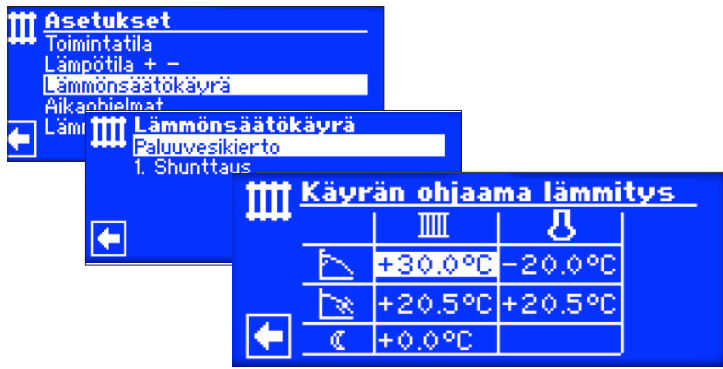 Asetukset
Toimintatila
Lämpötila + −
Lämmönsäätökäyrä
Aikaohjelmat
Läm
Lämmönsäätökäyrä
Paluuvesikierto
1. Shunttaus
Käyrän ohjaama lämmitys
+30.0°C −20.0°C
+20.5°C +20.5°C
+0.0°C